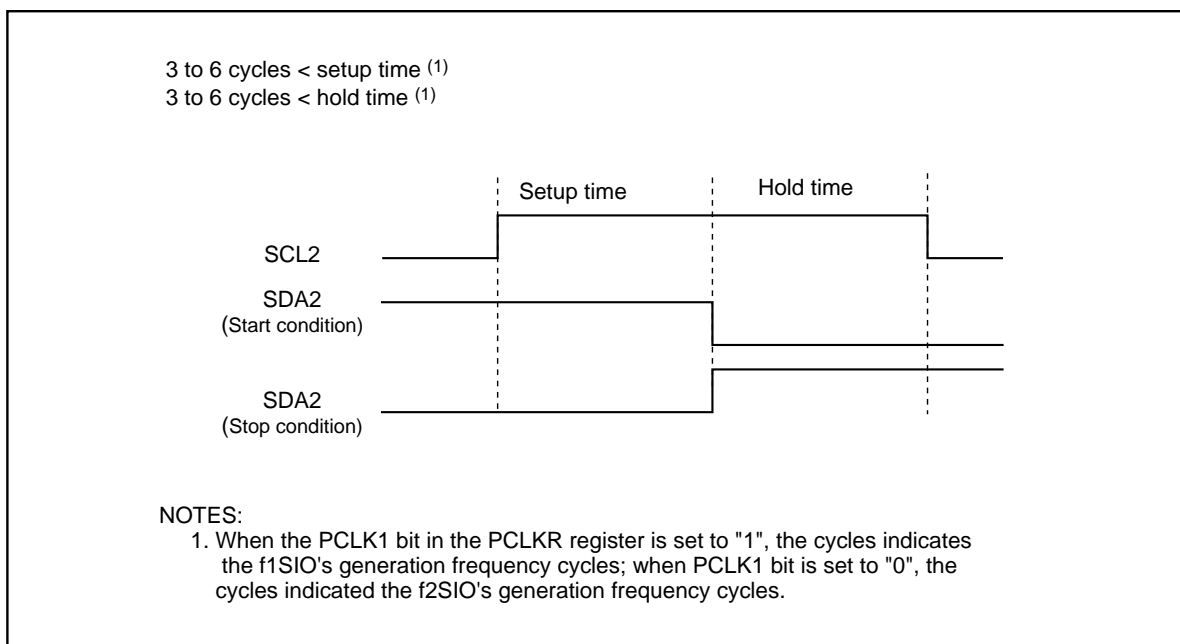 3 to 6 cycles < setup time (1)
3 to 6 cycles < hold time (1)
Setup time
Hold time
SCL2
SDA2
(Start condition)
SDA2
(Stop condition)
NOTES:
1. When the PCLK1 bit in the PCLKR register is set to "1", the cycles indicates
the f1SIO's generation frequency cycles; when PCLK1 bit is set to "0", the
cycles indicated the f2SIO's generation frequency cycles.